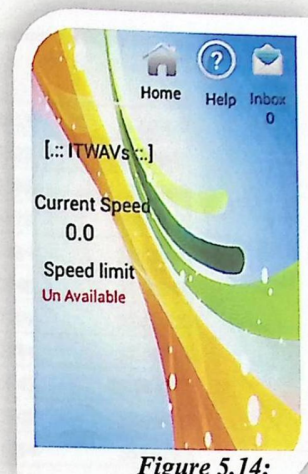 Home Help Inbox
0
[.:: ITWAVs ::.]
Current Speed
0.0
Speed limit
Un Available
Figure 5.14: